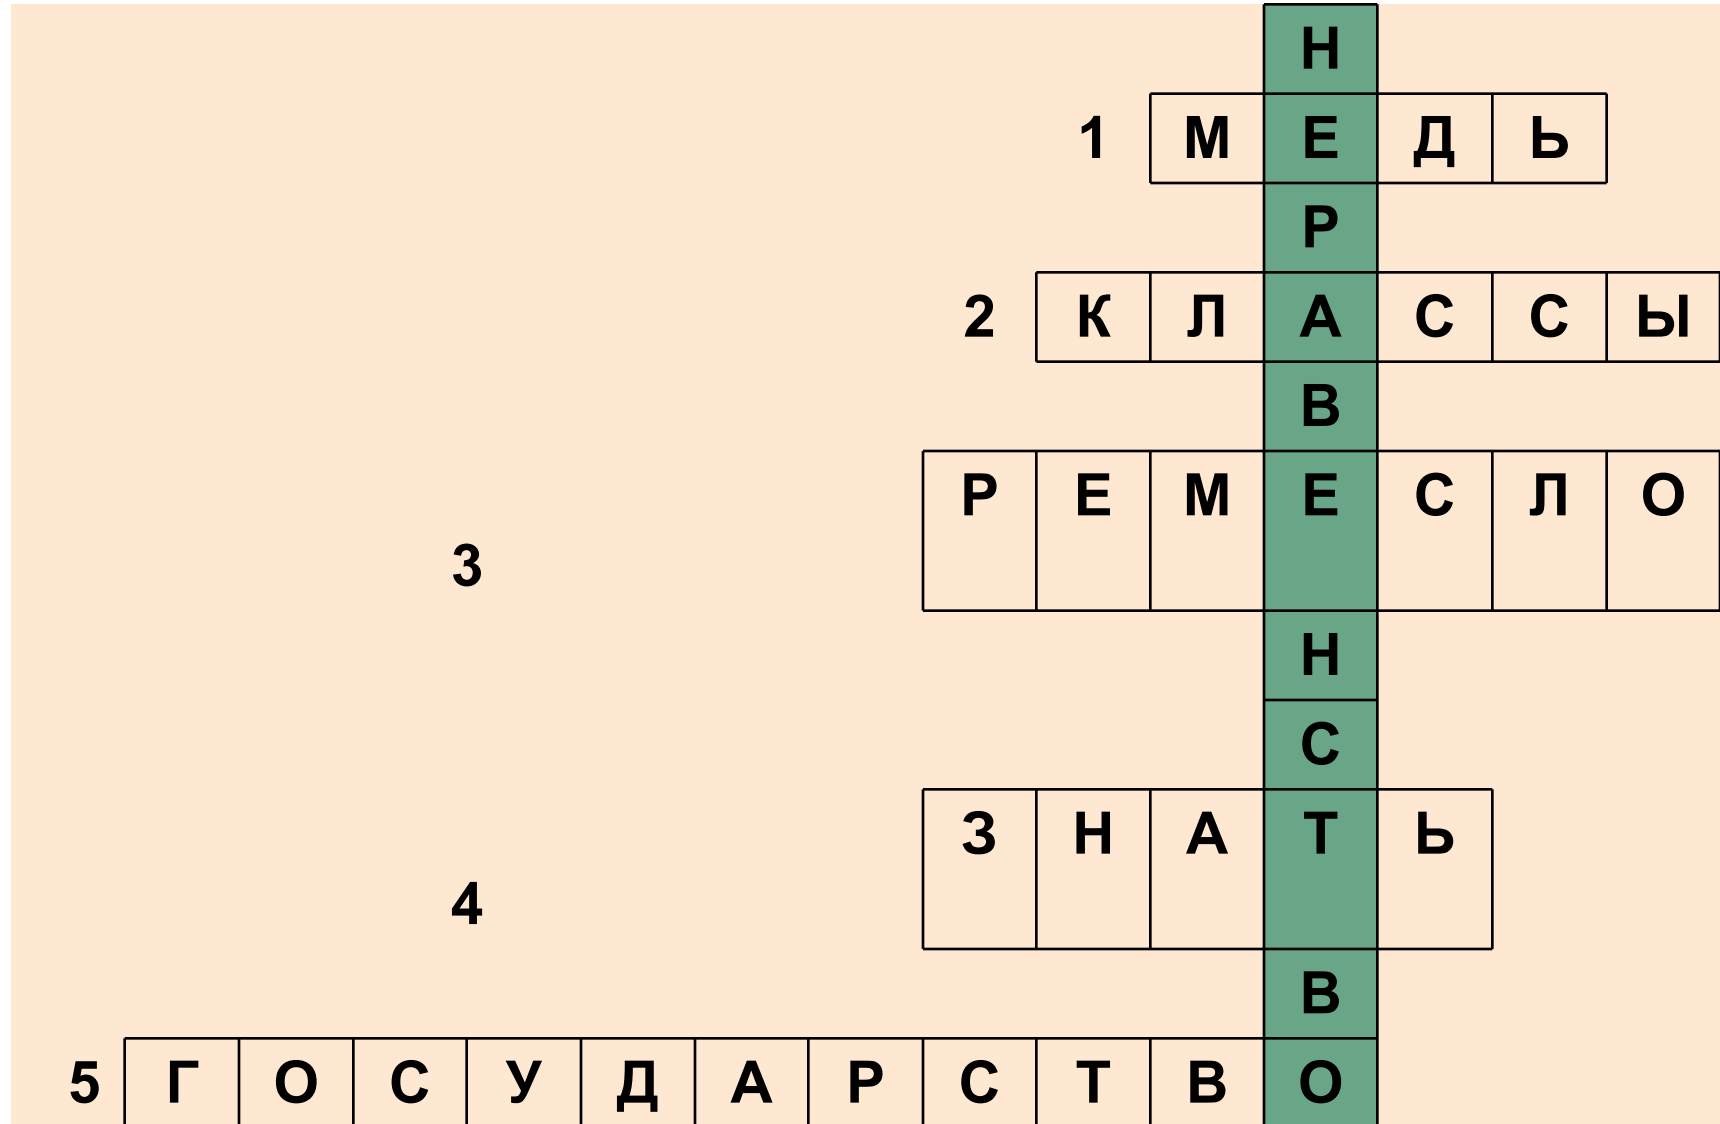 Н
1 М Е Д Ь
Р
2 К Л А С С Ы
В
Р Е М Е С Л О
3
Н
С
З Н А Т Ь
4
В
5 Г О С У Д А Р С Т В О